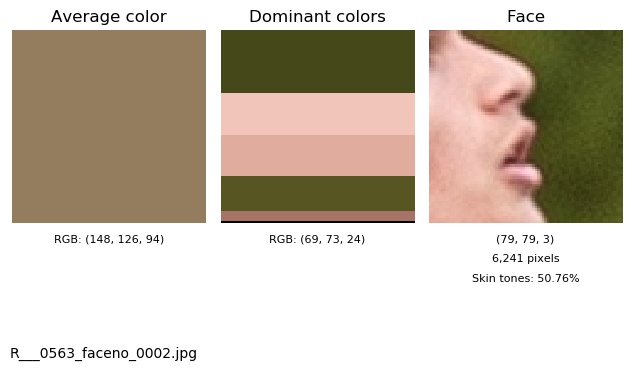 Average color
Dominant colors
Face
RGB: (148, 126, 94)
RGB: (69, 73, 24)
(79, 79, 3)
6,241 pixels
Skin tones: 50.76%
R___0563_faceno_0002.jpg